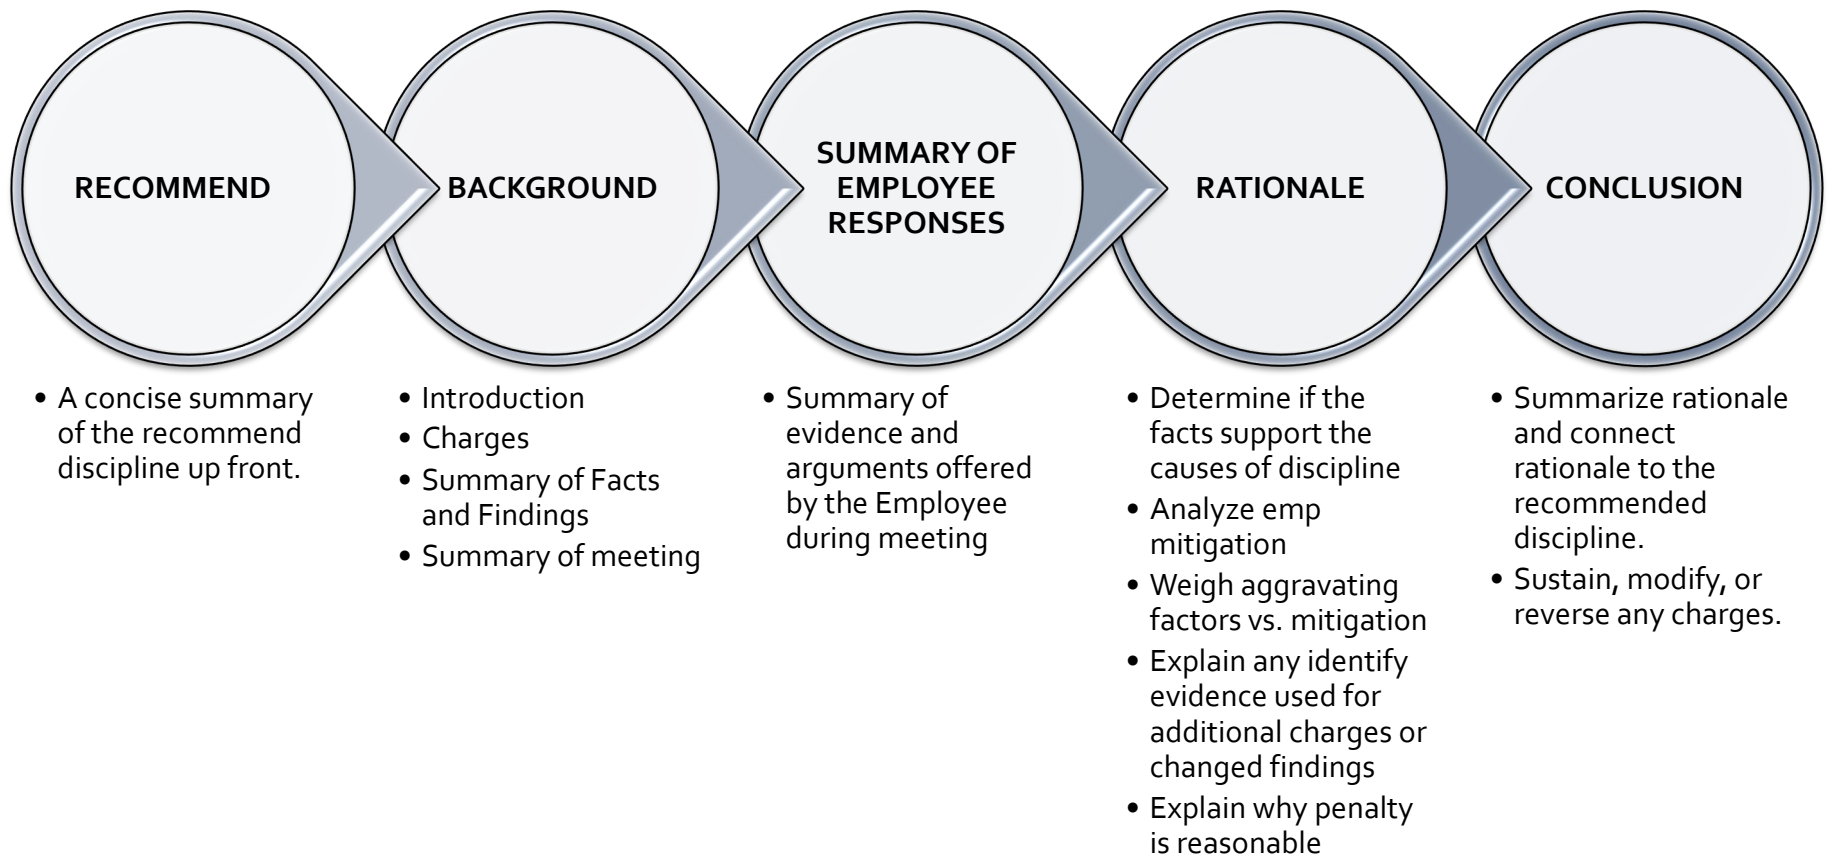 RECOMMEND
• A concise summary
of the recommend
discipline up front.
BACKGROUND
• Introduction
• Charges
• Summary of Facts
and Findings
• Summary of meeting
SUMMARY OF
EMPLOYEE
RESPONSES
• Summary of
evidence and
arguments offered
by the Employee
during meeting
RATIONALE
• Determine if the
facts support the
causes of discipline
• Analyze emp
mitigation
• Weigh aggravating
factors vs. mitigation
• Explain any identify
evidence used for
additional charges or
changed findings
• Explain why penalty
is reasonable
CONCLUSION
• Summarize rationale
and connect
rationale to the
recommended
discipline.
• Sustain, modify, or
reverse any charges.